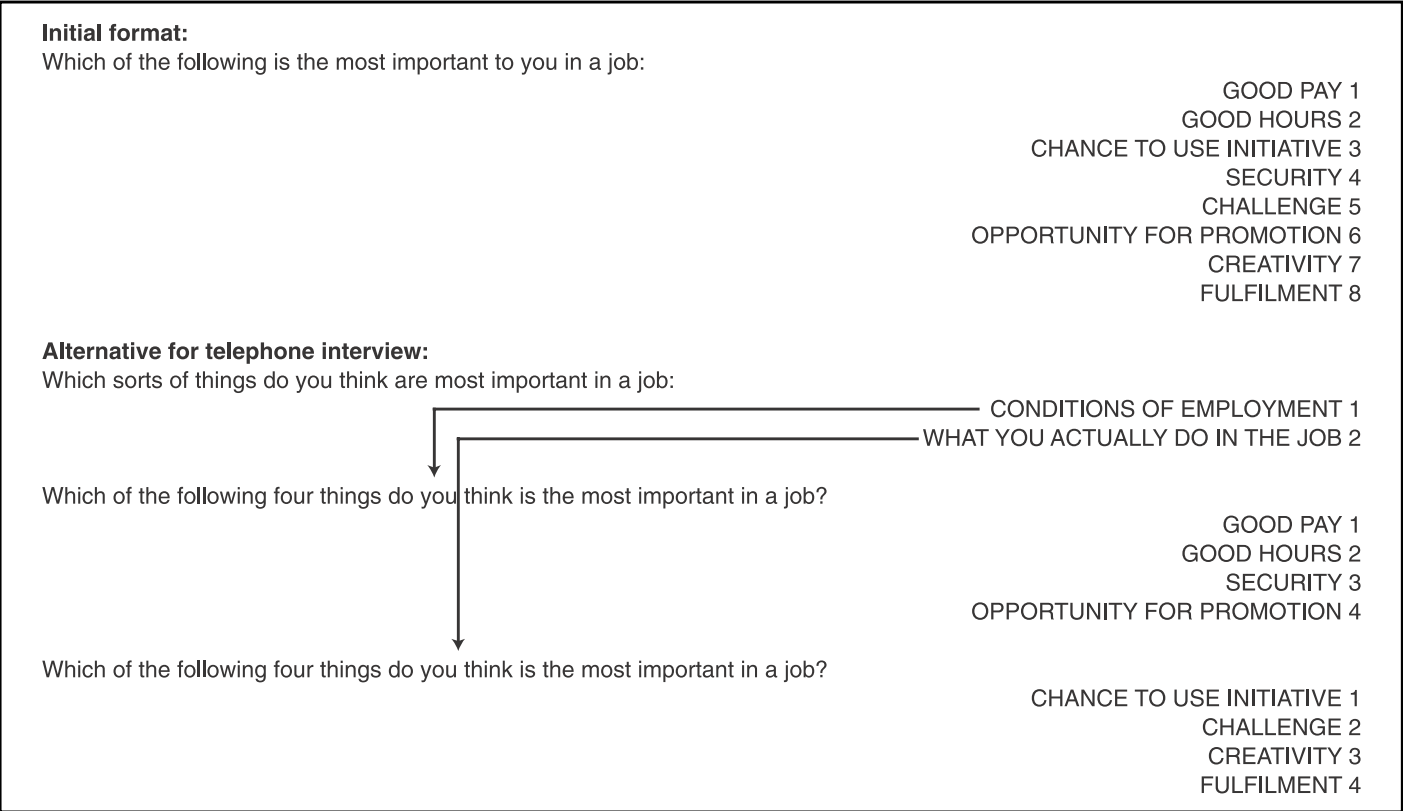 Initial format:
Which of the following is the most important to you in a job:
GOOD PAY 1
GOOD HOURS 2
CHANCE TO USE INITIATIVE 3
SECURITY 4
CHALLENGE 5
OPPORTUNITY FOR PROMOTION 6
CREATIVITY 7
FULFILMENT 8
Alternative for telephone interview:
Which sorts of things do you think are most important in a job:
CONDITIONS OF EMPLOYMENT 1
WHAT YOU ACTUALLY DO IN THE JOB 2
Which of the following four things do you think is the most important in a job?
GOOD PAY 1
GOOD HOURS 2
SECURITY 3
OPPORTUNITY FOR PROMOTION 4
Which of the following four things do you think is the most important in a job?
CHANCE TO USE INITIATIVE 1
CHALLENGE 2
CREATIVITY 3
FULFILMENT 4